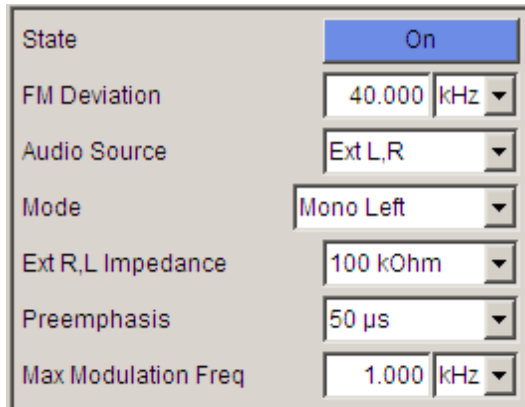 State On
FM Deviation 40.000 kHz
Audio Source Ext L,R
Mode Mono Left
Ext R,L Impedance 100 kOhm
Preemphasis 50 µs
Max Modulation Freq 1.000 kHz